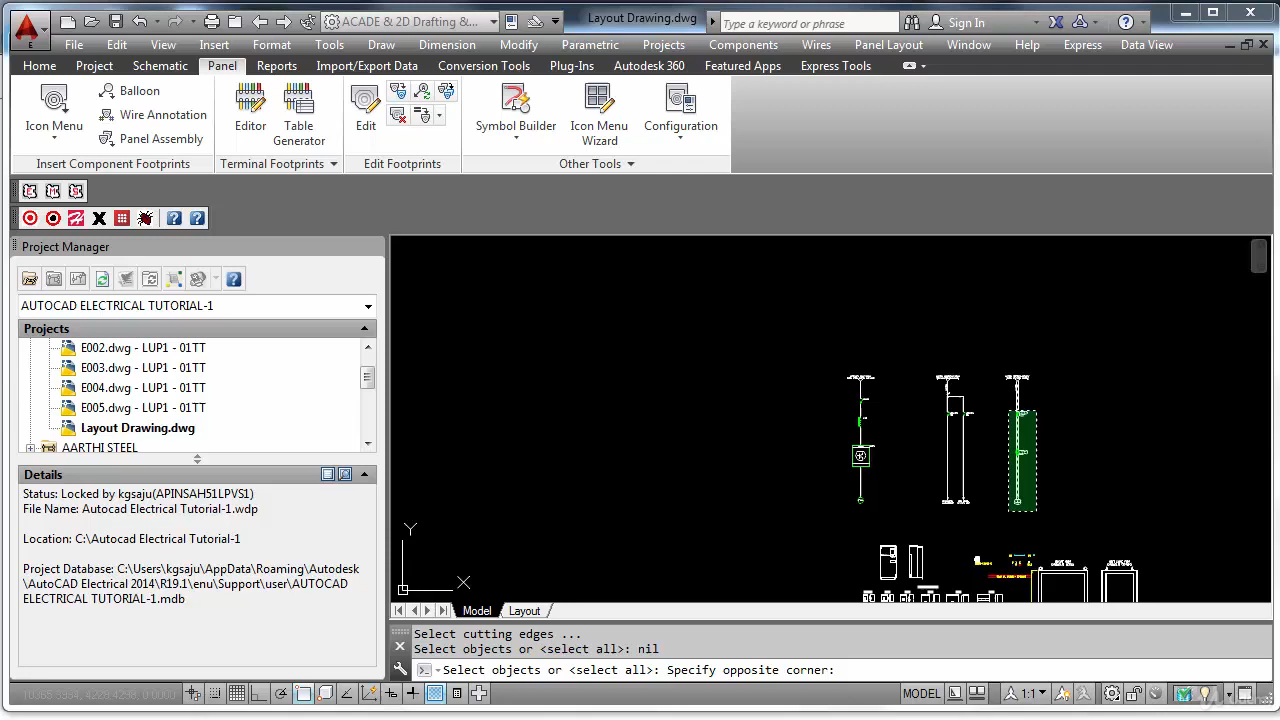 ACADE & 2D Drafting &...
Layout Drawing.dwg
Type a keyword or phrase
Sign In
File Edit View Insert Format Tools Draw Dimension Modify Parametric Projects Components Wires Panel Layout Window Help Express Data View
Home Project Schematic Panel Reports Import/Export Data Conversion Tools Plug-Ins Autodesk 360 Featured Apps Express Tools
Icon Menu
Balloon
Wire Annotation
Panel Assembly
Editor
Table Generator
Edit
Symbol Builder
Icon Menu Wizard
Configuration
Insert Component Footprints
Terminal Footprints
Edit Footprints
Other Tools
Project Manager
AUTOCAD ELECTRICAL TUTORIAL-1
Projects
E002.dwg - LUP1 - 01TT
E003.dwg - LUP1 - 01TT
E004.dwg - LUP1 - 01TT
E005.dwg - LUP1 - 01TT
Layout Drawing.dwg
AARTHI STEEL
Details
Status: Locked by kgsaju(APINSAH51LPVS1)
File Name: Autocad Electrical Tutorial-1.wdp
Location: C:\Autocad Electrical Tutorial-1
Project Database: C:\Users\kgsaju\AppData\Roaming\Autodesk
\AutoCAD Electrical 2014\R19.1\enu\Support\user\AUTOCAD
ELECTRICAL TUTORIAL-1.mdb
Y
X
Model Layout
Select cutting edges ...
Select objects or <select all>: nil
Select objects or <select all>: Specify opposite corner:
MODEL
1:1